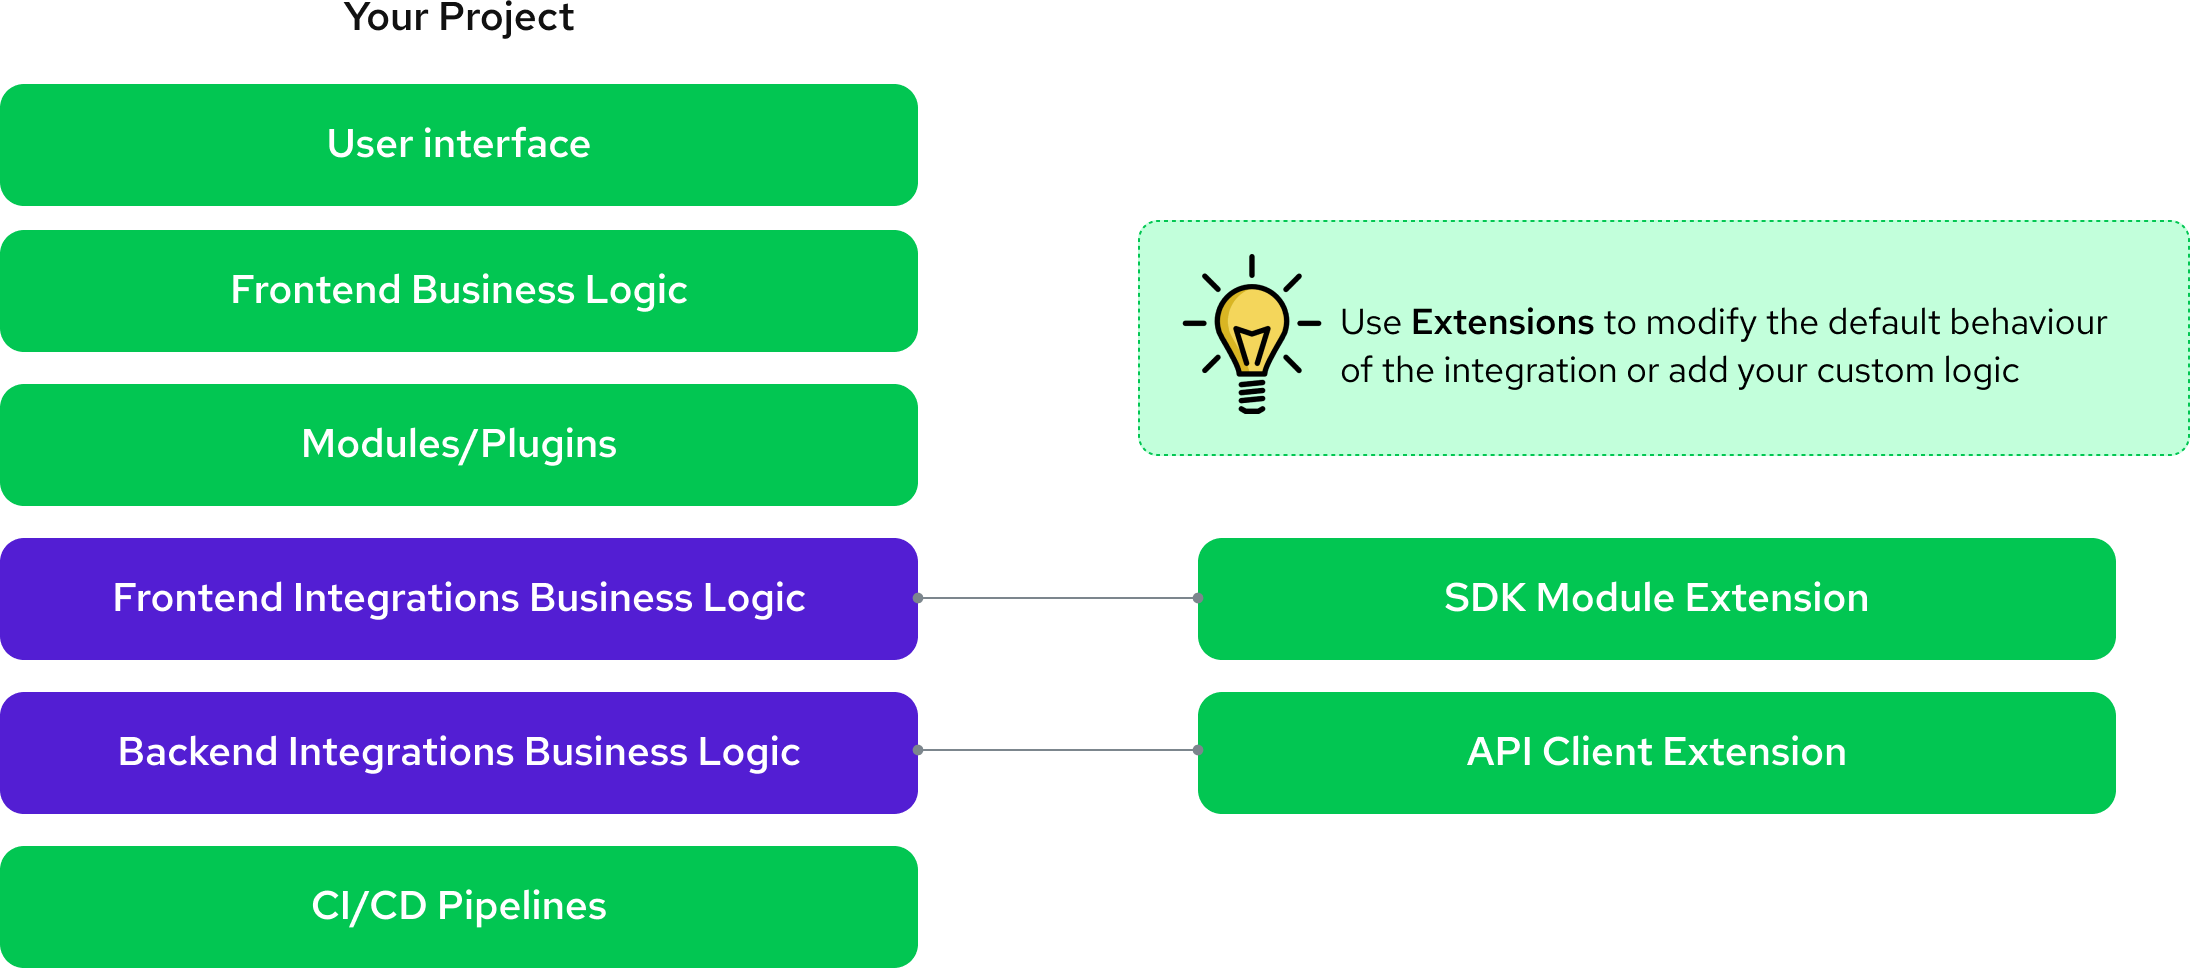 Your Project
User interface
Frontend Business Logic
Modules/Plugins
Frontend Integrations Business Logic
Backend Integrations Business Logic
CI/CD Pipelines
Use Extensions to modify the default behaviour
of the integration or add your custom logic
SDK Module Extension
API Client Extension